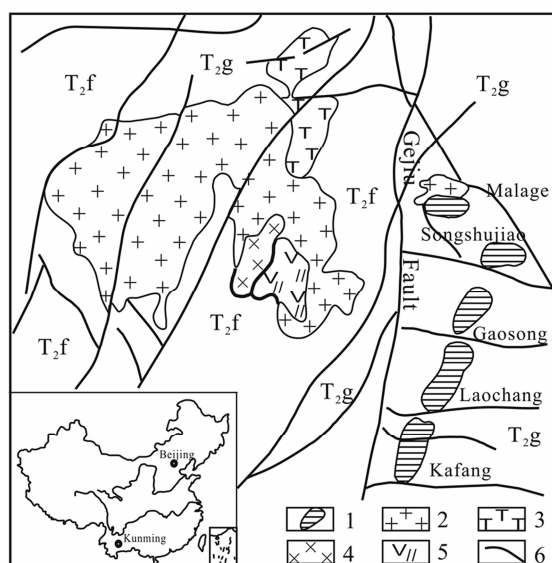 T₂f
T₂g
T₂g
Gejiu
Malage
T₂f
Songshujiao
Fault
T₂f
Gaosong
T₂f
T₂g
Laochang
T₂g
Kafang
Beijing
Kunming
1
2
3
4
5
6